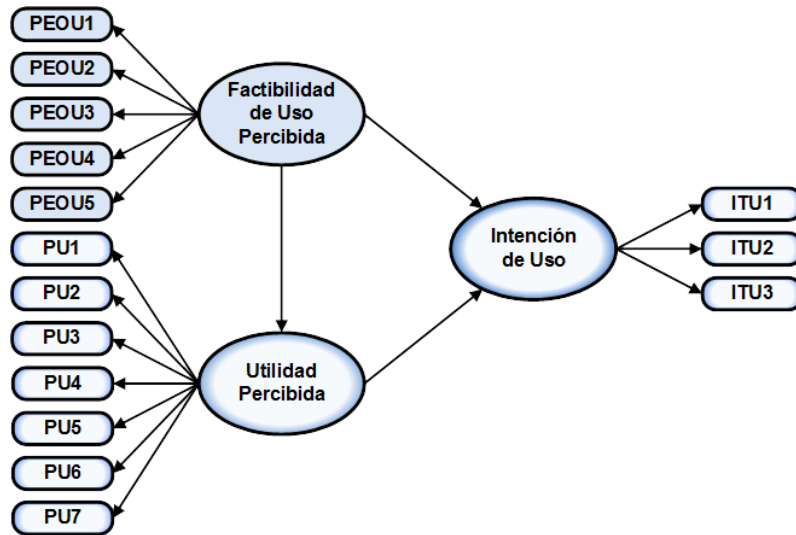 PEOU1
PEOU2
PEOU3
PEOU4
PEOU5
PU1
PU2
PU3
PU4
PU5
PU6
PU7
Factibilidad
de Uso
Percibida
Utilidad
Percibida
Intención
de Uso
ITU1
ITU2
ITU3